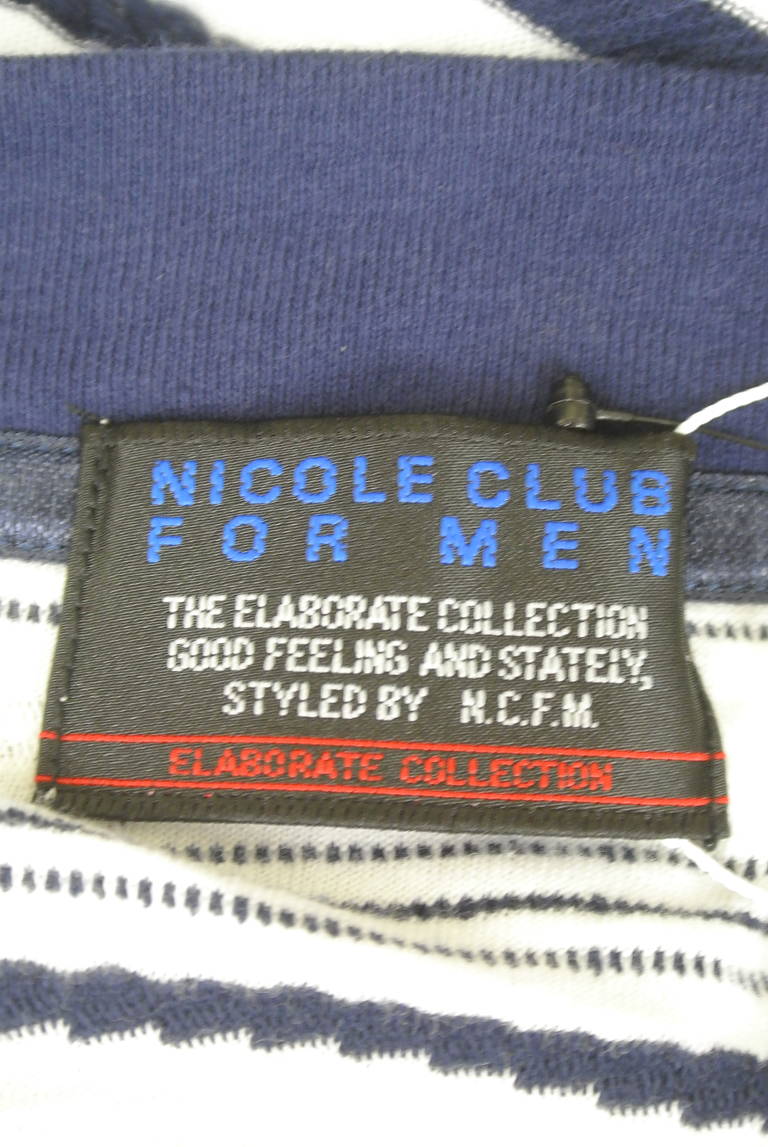 NICOLE CLUB
FOR MEN
THE ELABORATE COLLECTION
GOOD FEELING AND STATELY,
STYLED BY N.C.F.M.
ELABORATE COLLECTION